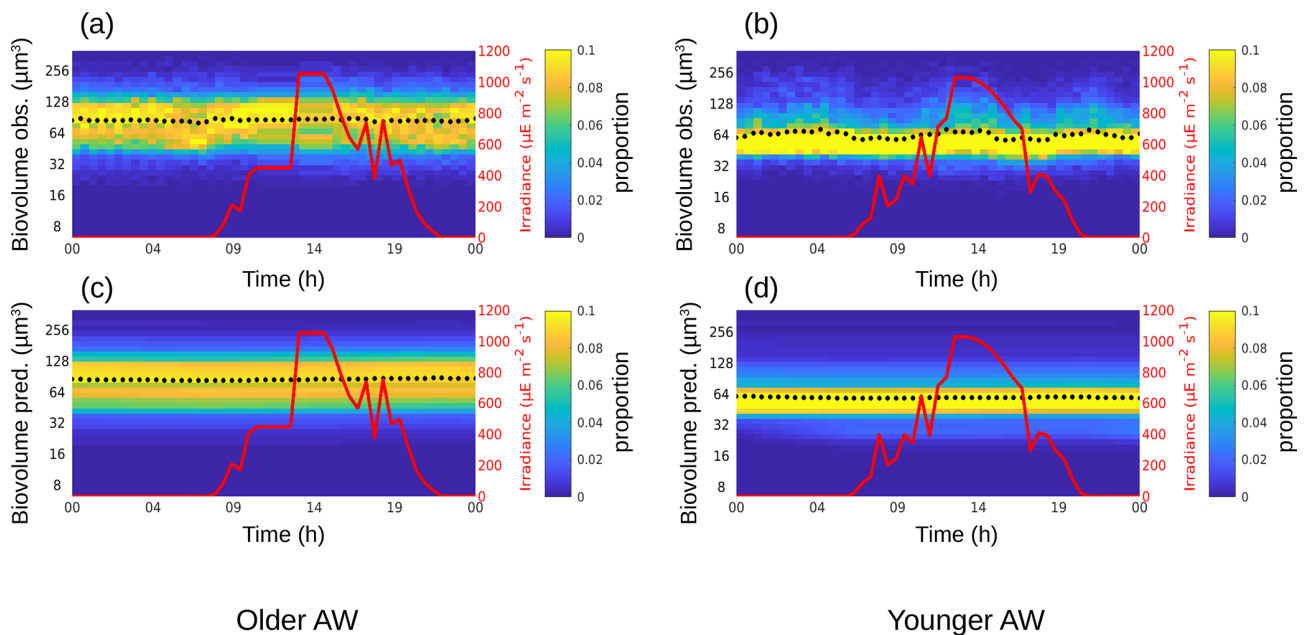 (a)
Biovolume obs. (µm³)
256
128
64
32
16
8
00 04 09 14 19 00
Time (h)
1200
1000
800
600
400
200
0
Irradiance (µE m⁻² s⁻¹)
0.1
0.08
0.06
0.04
0.02
0
proportion
(b)
Biovolume obs. (µm³)
256
128
64
32
16
8
00 04 09 14 19 00
Time (h)
1200
1000
800
600
400
200
0
Irradiance (µE m⁻² s⁻¹)
0.1
0.08
0.06
0.04
0.02
0
proportion
(c)
Biovolume pred. (µm³)
256
128
64
32
16
8
00 04 09 14 19 00
Time (h)
1200
1000
800
600
400
200
0
Irradiance (µE m⁻² s⁻¹)
0.1
0.08
0.06
0.04
0.02
0
proportion
(d)
Biovolume pred. (µm³)
256
128
64
32
16
8
00 04 09 14 19 00
Time (h)
1200
1000
800
600
400
200
0
Irradiance (µE m⁻² s⁻¹)
0.1
0.08
0.06
0.04
0.02
0
proportion
Older AW
Younger AW